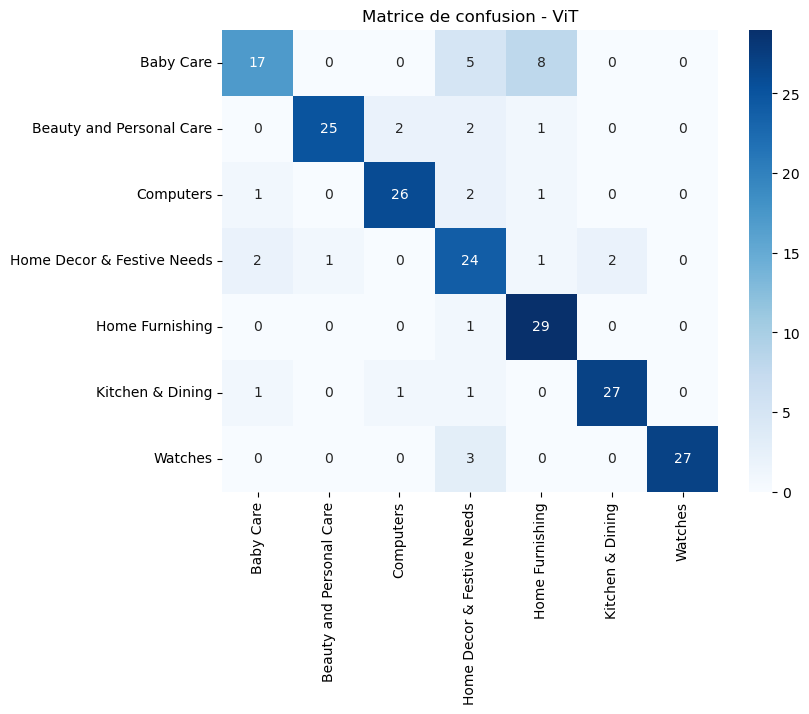 Matrice de confusion - ViT
Baby Care 17 0 0 5 8 0 0
Beauty and Personal Care 0 25 2 2 1 0 0
Computers 1 0 26 2 1 0 0
Home Decor & Festive Needs 2 1 0 24 1 2 0
Home Furnishing 0 0 0 1 29 0 0
Kitchen & Dining 1 0 1 1 0 27 0
Watches 0 0 0 3 0 0 27
Baby Care
Beauty and Personal Care
Computers
Home Decor & Festive Needs
Home Furnishing
Kitchen & Dining
Watches
25
20
15
10
5
0